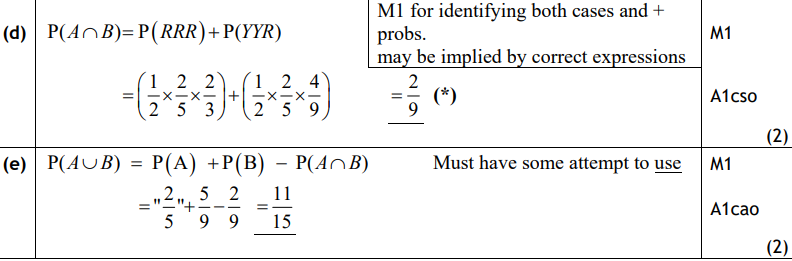 (d) P(A∩B)= P(RRR)+P(YYR) M1 for identifying both cases and + M1
probs.
may be implied by correct expressions
=(1/2×2/5×2/3)+(1/2×2/5×4/9) =2/9 (*) A1cso
(2)
(e) P(A∪B) = P(A) +P(B) − P(A∩B) Must have some attempt to use M1
="2/5"+5/9−2/9 =11/15 A1cao
(2)